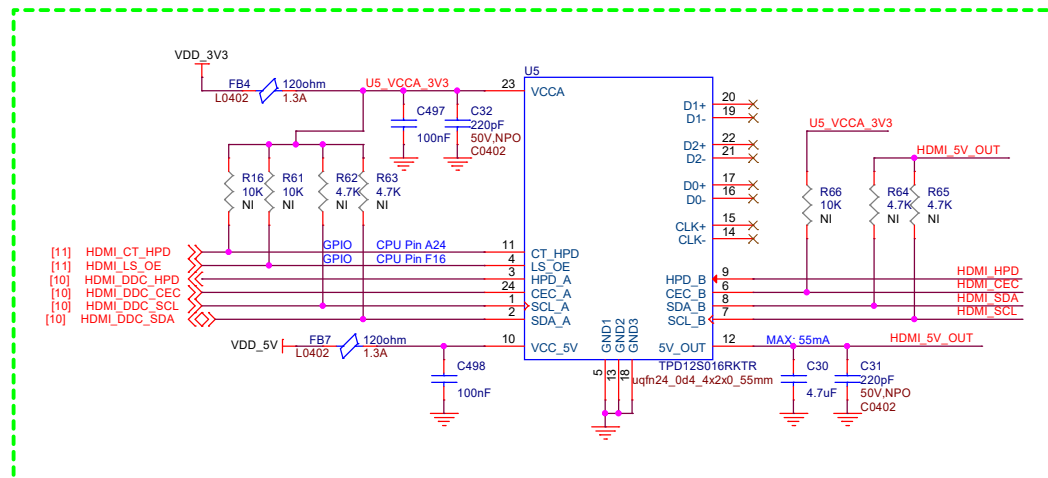 VDD_3V3
FB4 120ohm
L0402 1.3A
U5_VCCA_3V3
C497
100nF
C32
220pF
50V,NPO
C0402
R16
10K
NI
R61
10K
NI
R62
4.7K
NI
R63
4.7K
NI
[11] HDMI_CT_HPD
[11] HDMI_LS_OE
[10] HDMI_DDC_HPD
[10] HDMI_DDC_CEC
[10] HDMI_DDC_SCL
[10] HDMI_DDC_SDA
GPIO CPU Pin A24
GPIO CPU Pin F16
VDD_5V
FB7 120ohm
L0402 1.3A
C498
100nF
U5
23 VCCA
11 CT_HPD
4 LS_OE
3 HPD_A
24 CEC_A
1 SCL_A
2 SDA_A
10 VCC_5V
D1+ 20
D1- 19
D2+ 22
D2- 21
D0+ 17
D0- 16
CLK+ 15
CLK- 14
HPD_B 9
CEC_B 6
SDA_B 8
SCL_B 7
5V_OUT 12
GND1
GND2
GND3
5
13
18
TPD12S016RKTR
uqfn24_0d4_4x2x0_55mm
U5_VCCA_3V3
HDMI_5V_OUT
R66
10K
NI
R64
4.7K
NI
R65
4.7K
NI
HDMI_HPD
HDMI_CEC
HDMI_SDA
HDMI_SCL
MAX: 55mA
HDMI_5V_OUT
C30
4.7uF
C31
220pF
50V,NPO
C0402